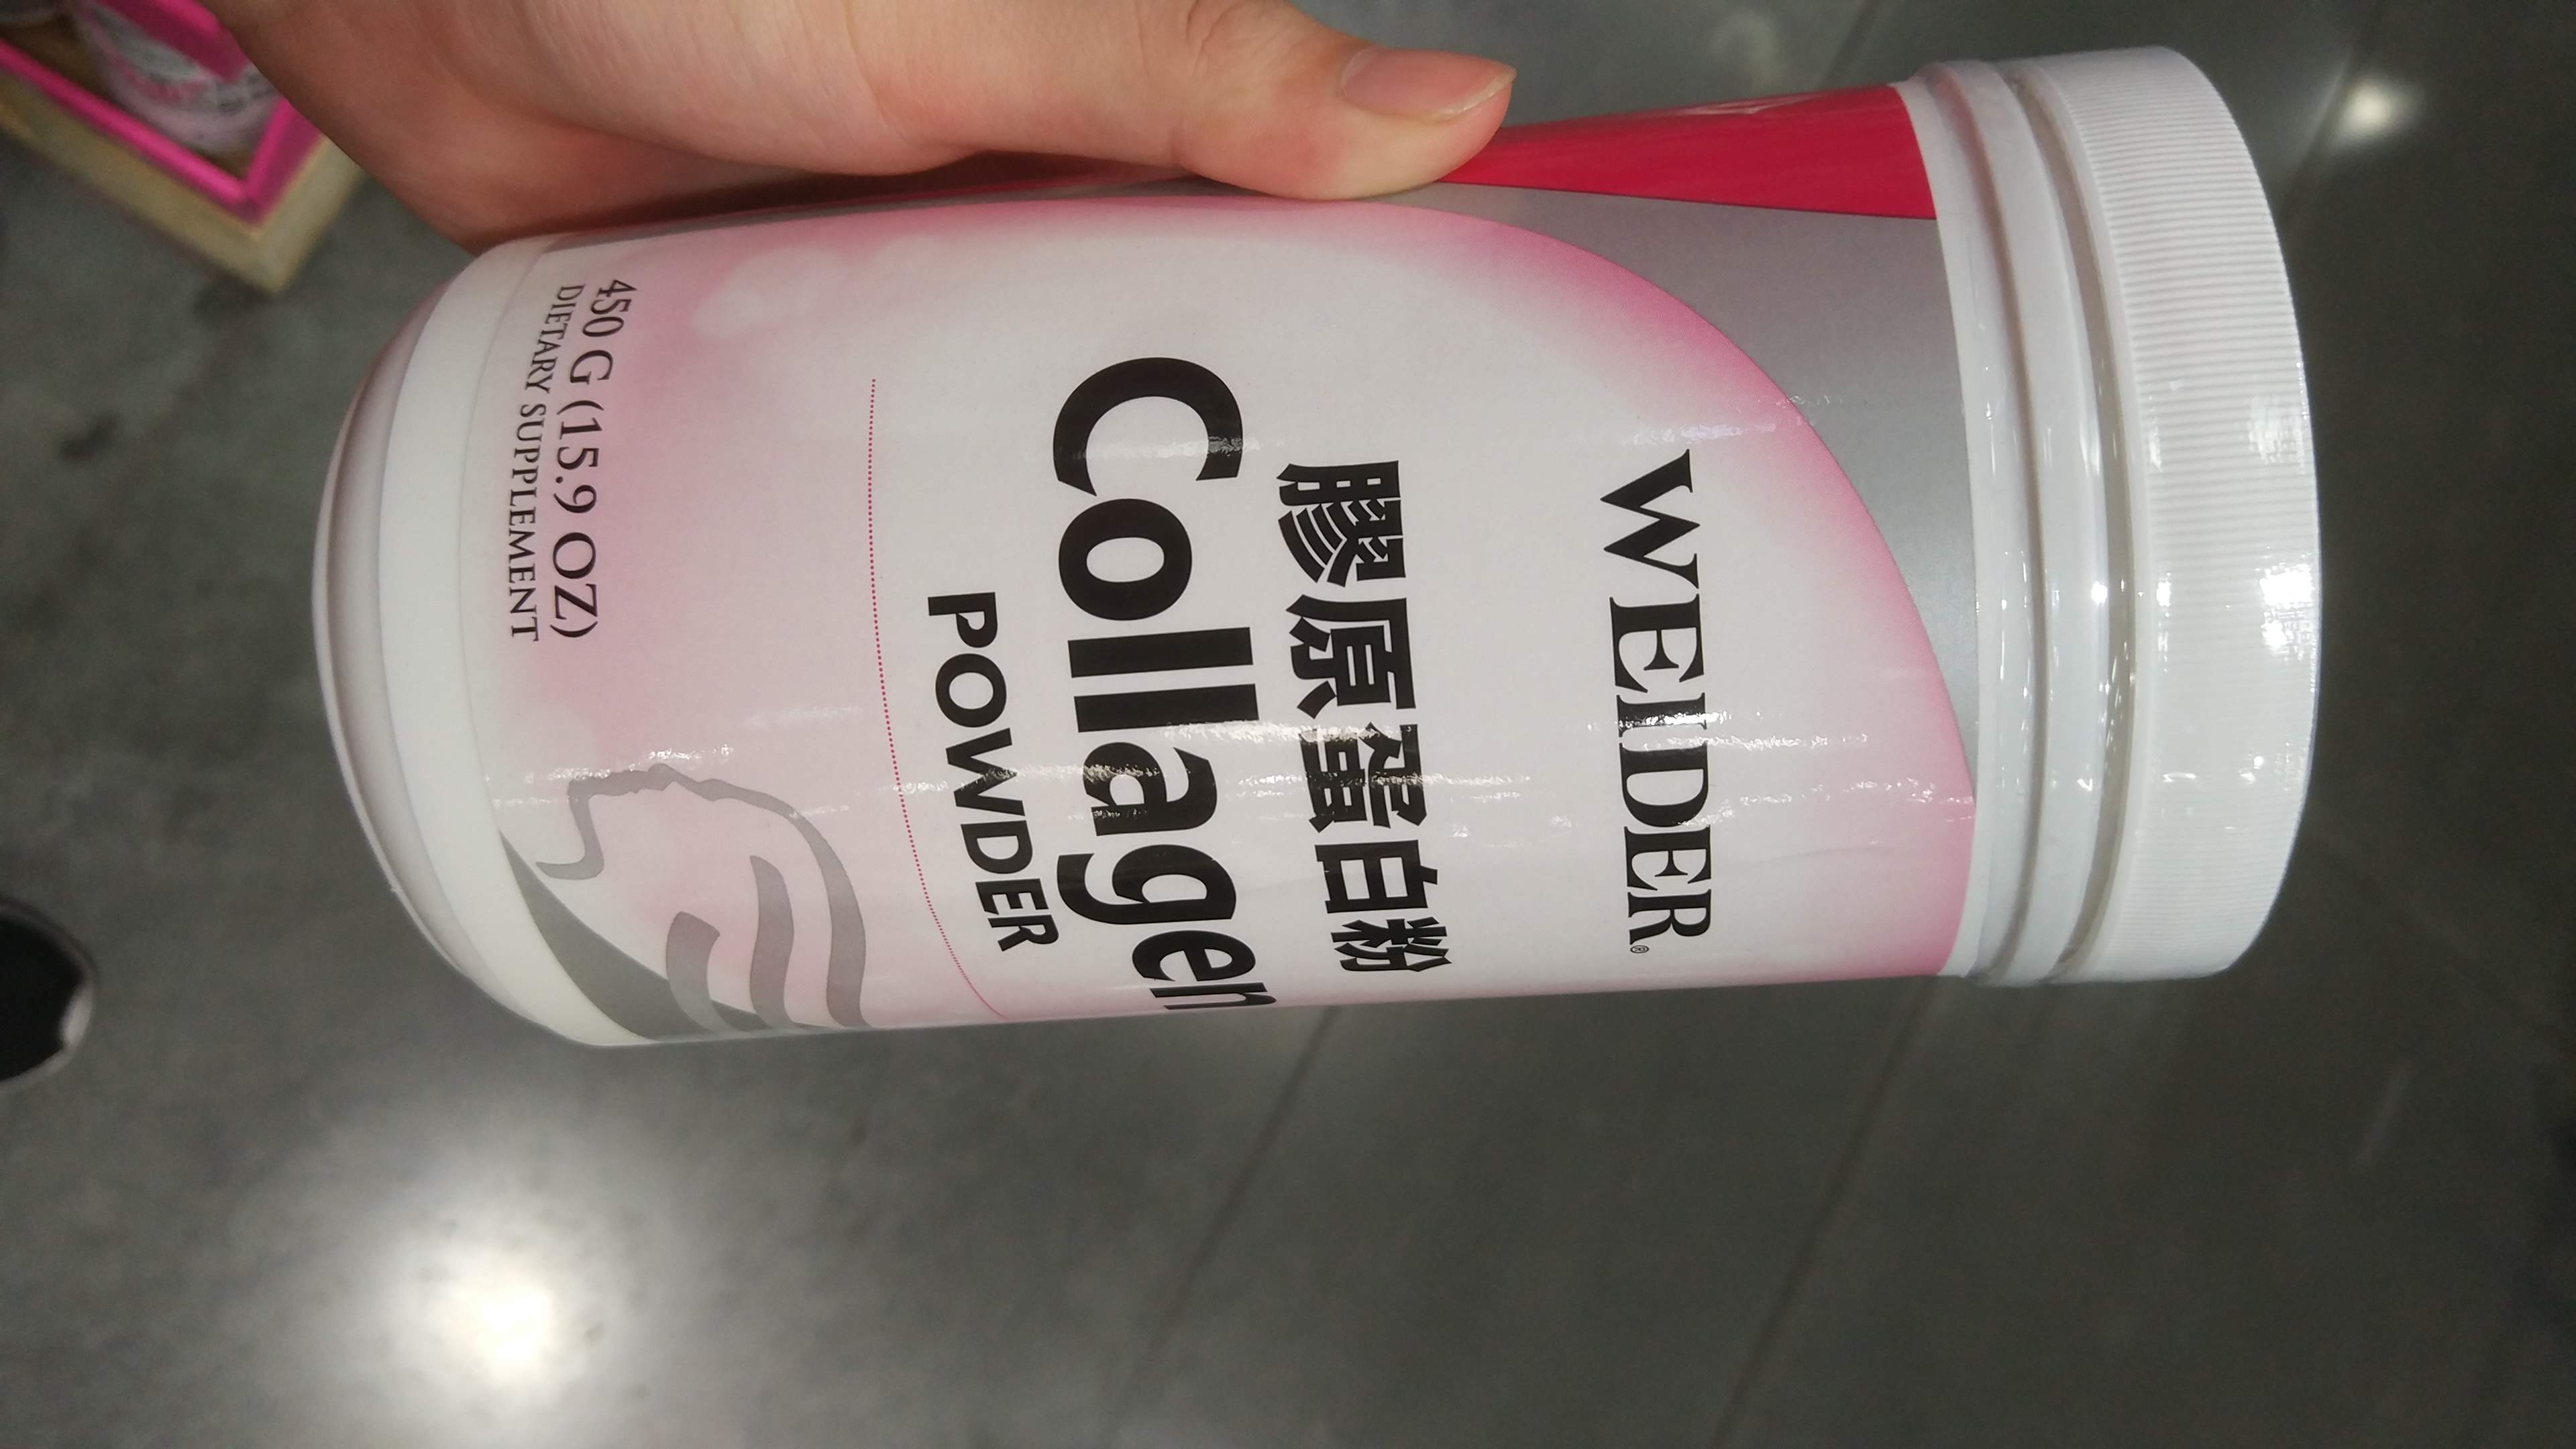 WEIDER®
膠原蛋白粉
Collagen
POWDER
450 G (15.9 OZ)
DIETARY SUPPLEMENT